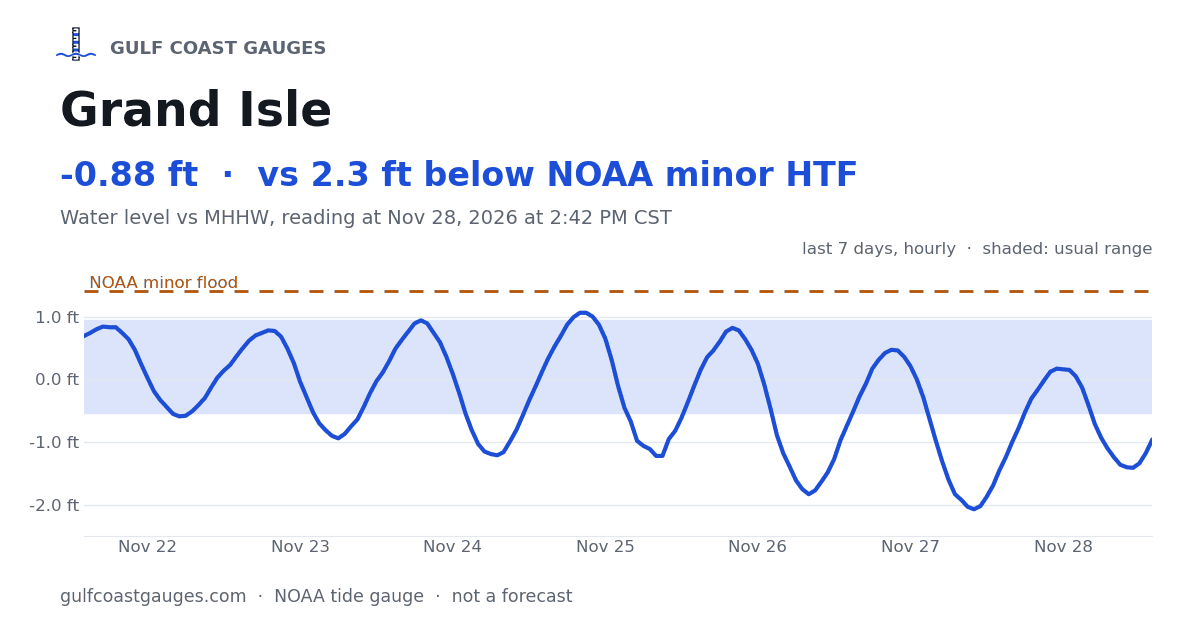 GULF COAST GAUGES
Grand Isle
-0.88 ft · vs 2.3 ft below NOAA minor HTF
Water level vs MHHW, reading at Nov 28, 2026 at 2:42 PM CST
last 7 days, hourly · shaded: usual range
NOAA minor flood
1.0 ft
0.0 ft
-1.0 ft
-2.0 ft
Nov 22 Nov 23 Nov 24 Nov 25 Nov 26 Nov 27 Nov 28
gulfcoastgauges.com · NOAA tide gauge · not a forecast